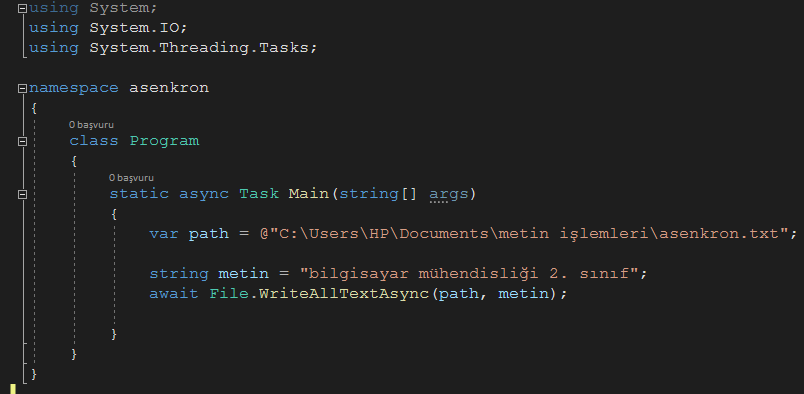 using System;
using System.IO;
using System.Threading.Tasks;
namespace asenkron
{
0 başvuru
class Program
{
0 başvuru
static async Task Main(string[] args)
{
var path = @"C:\Users\HP\Documents\metin işlemleri\asenkron.txt";
string metin = "bilgisayar mühendisliği 2. sınıf";
await File.WriteAllTextAsync(path, metin);
}
}
}